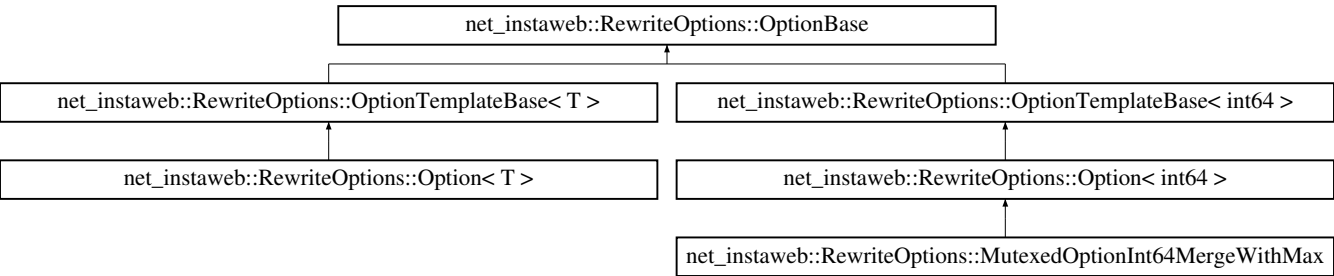 net_instaweb::RewriteOptions::OptionBase
net_instaweb::RewriteOptions::OptionTemplateBase< T >
net_instaweb::RewriteOptions::OptionTemplateBase< int64 >
net_instaweb::RewriteOptions::Option< T >
net_instaweb::RewriteOptions::Option< int64 >
net_instaweb::RewriteOptions::MutexedOptionInt64MergeWithMax